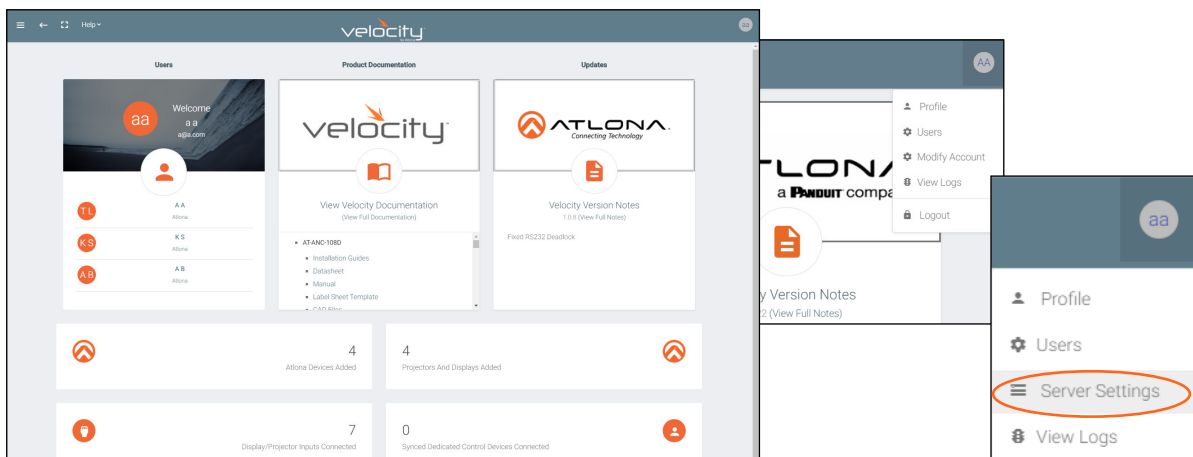 Help
velocity
aa
Users
Product Documentation
Updates
aa
Welcome
a a
a@a.com
TL
A A
Atlona
KS
K S
Atlona
AB
A B
Atlona
velocity
View Velocity Documentation
(View Full Documentation)
AT-ANC-108D
Installation Guides
Datasheet
Manual
Label Sheet Template
CAD Files
ATLONA.
Connecting Technology
Velocity Version Notes
1.0.8 (View Full Notes)
Fixed RS232 Deadlock
4
Atlona Devices Added
4
Projectors And Displays Added
7
Display/Projector Inputs Connected
0
Synced Dedicated Control Devices Connected
AA
Profile
Users
Modify Account
View Logs
Logout
TLONA
a PANDUIT compa
y Version Notes
2 (View Full Notes)
aa
Profile
Users
Server Settings
View Logs